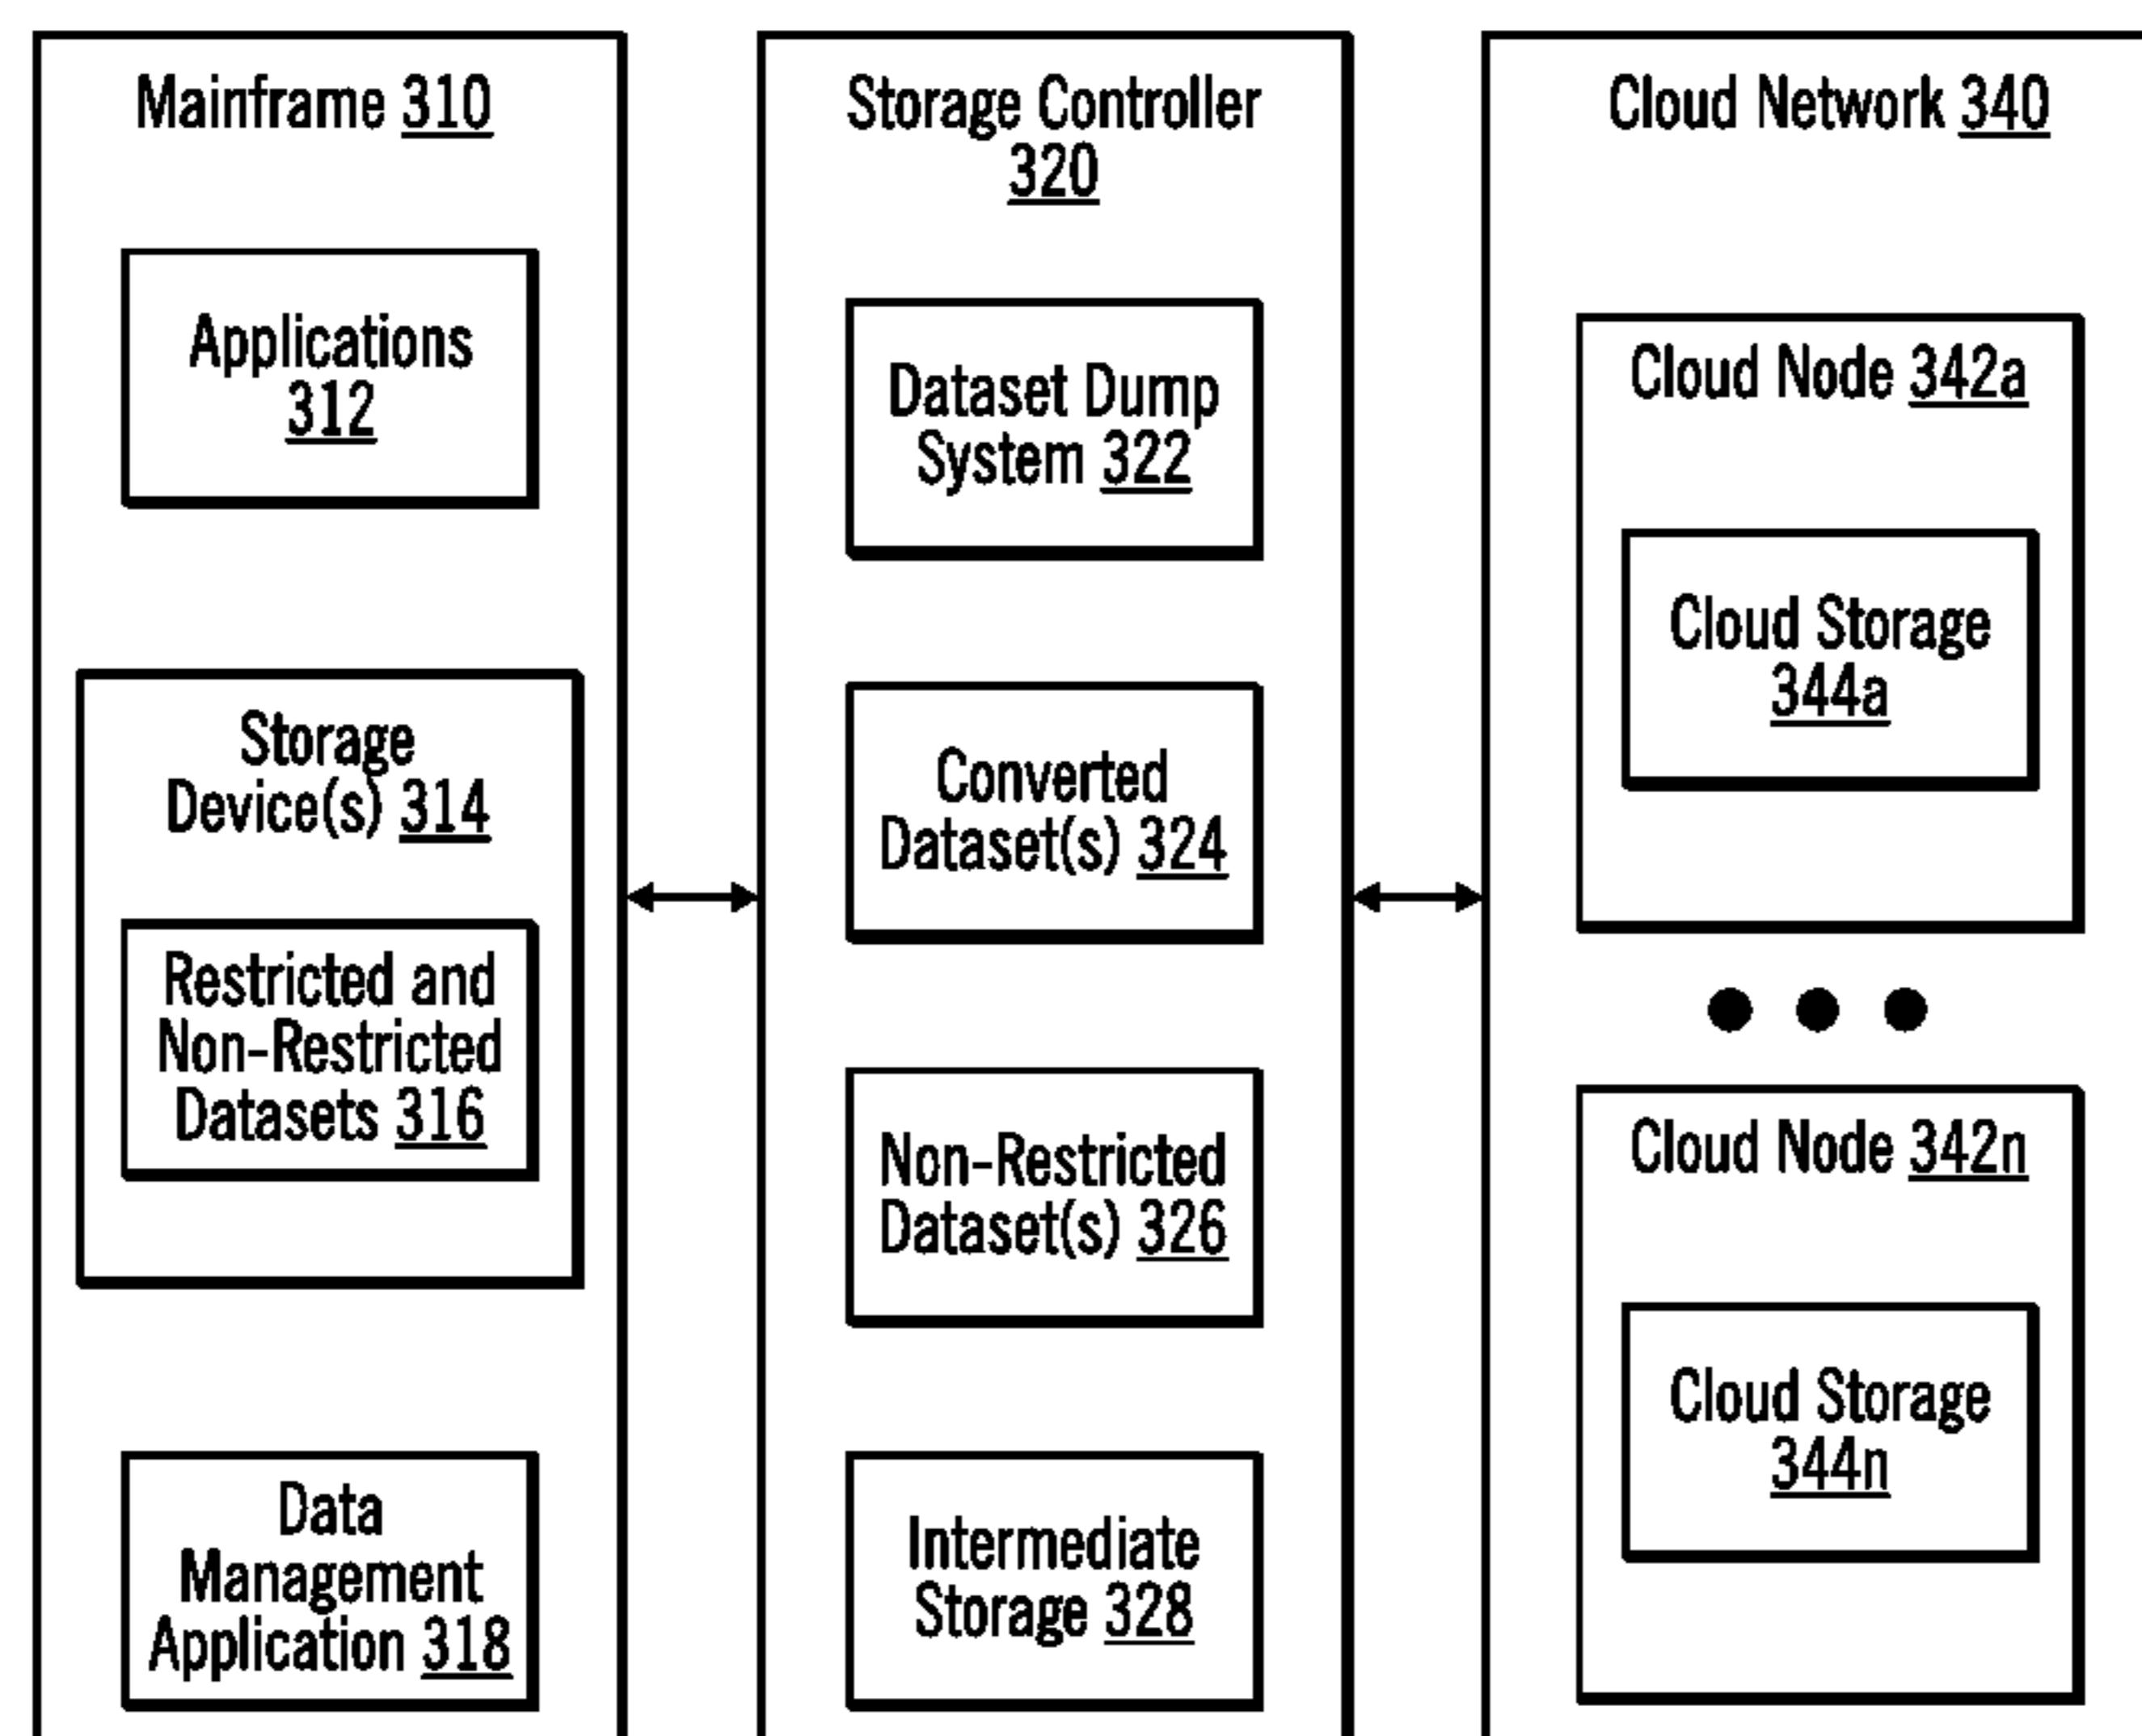 Mainframe 310
Applications
312
Storage
Device(s) 314
Restricted and
Non-Restricted
Datasets 316
Data
Management
Application 318
Storage Controller
320
Dataset Dump
System 322
Converted
Dataset(s) 324
Non-Restricted
Dataset(s) 326
Intermediate
Storage 328
Cloud Network 340
Cloud Node 342a
Cloud Storage
344a
Cloud Node 342n
Cloud Storage
344n